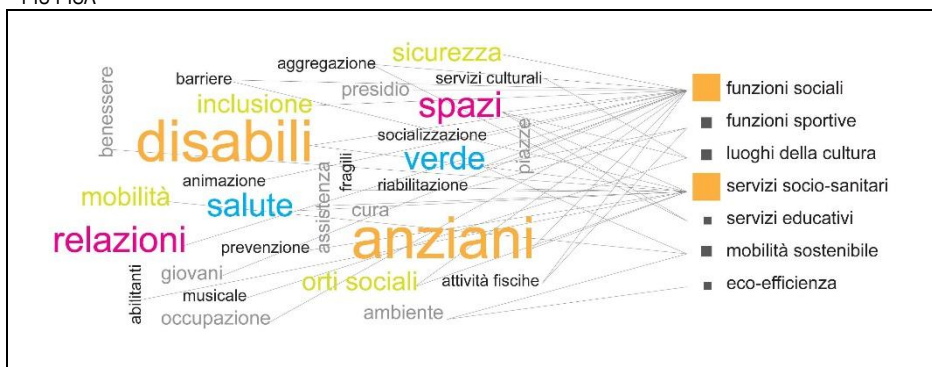 sicurezza
aggregazione
barriere
servizi culturali
benessere
presidio
inclusione
spazi
disabili
socializzazione
piazze
verde
fragili
animazione
assistenza
riabilitazione
mobilità
salute
cura
relazioni
prevenzione
anziani
giovani
orti sociali
attività fiscihe
abilitanti
musicale
occupazione
ambiente
funzioni sociali
funzioni sportive
luoghi della cultura
servizi socio-sanitari
servizi educativi
mobilità sostenibile
eco-efficienza